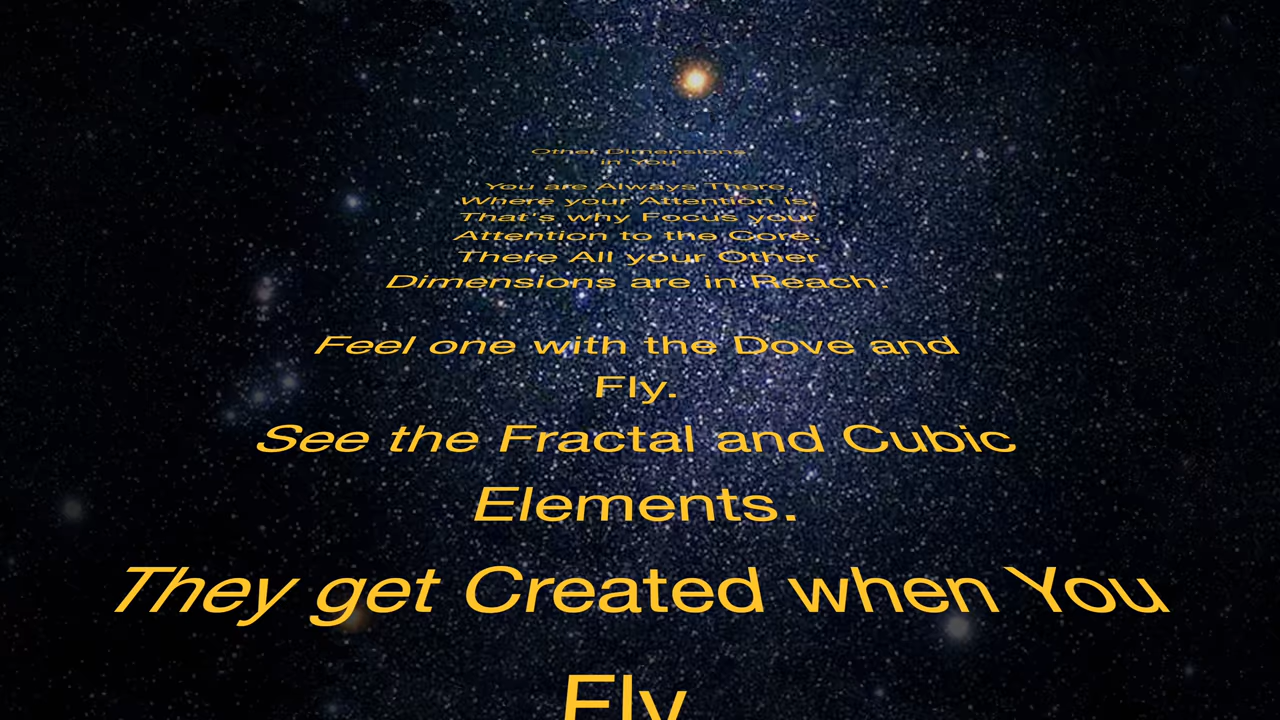 Other Dimensions.
in You
You are Always There,
Where your Attention is,
That's why Focus your
Attention to the Core,
There All your Other
Dimensions are in Reach.
Feel one with the Dove and
Fly.
See the Fractal and Cubic
Elements.
They get Created when You
Fly